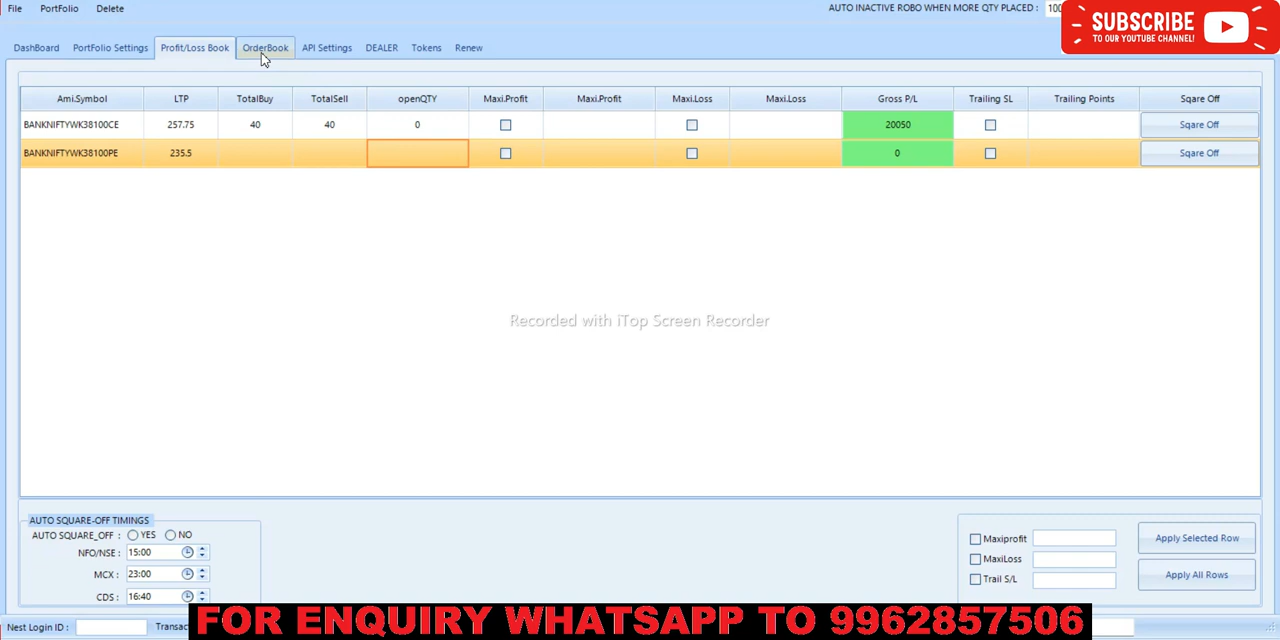 File PortFolio Delete AUTO INACTIVE ROBO WHEN MORE QTY PLACED : 100
SUBSCRIBE
TO OUR YOUTUBE CHANNEL!
DashBoard PortFolio Settings Profit/Loss Book OrderBook API Settings DEALER Tokens Renew
Ami.Symbol LTP TotalBuy TotalSell openQTY Maxi.Profit Maxi.Profit Maxi.Loss Maxi.Loss Gross P/L Trailing SL Trailing Points Sqare Off
BANKNIFTYWK38100CE 257.75 40 40 0 20050 Sqare Off
BANKNIFTYWK38100PE 235.5 0 Sqare Off
Recorded with iTop Screen Recorder
AUTO SQUARE-OFF TIMINGS
AUTO SQUARE_OFF : YES NO
NFO/NSE : 15:00
MCX : 23:00
CDS : 16:40
Maxiprofit
MaxiLoss
Trail S/L
Apply Selected Row
Apply All Rows
Nest Login ID :
FOR ENQUIRY WHATSAPP TO 9962857506